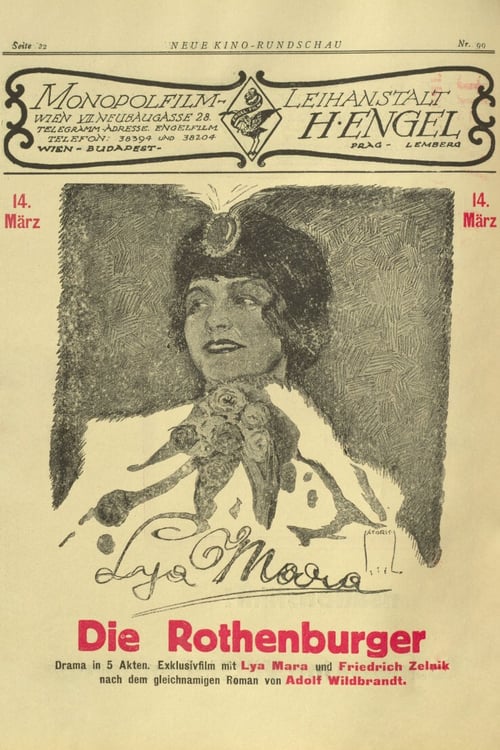 Seite 22 NEUE KINO-RUNDSCHAU Nr. 90
MONOPOLFILM- LEIHANSTALT
WIEN VII. NEUBAUGASSE 28. H. ENGEL
TELEGRAMM-ADRESSE. ENGELFILM
TELEFON: 38394 UND 38204
WIEN - BUDAPEST- PRAG - LEMBERG
14. März
14. März
Lya Mara
Die Rothenburger
Drama in 5 Akten. Exklusivfilm mit Lya Mara und Friedrich Zelnik
nach dem gleichnamigen Roman von Adolf Wildbrandt.